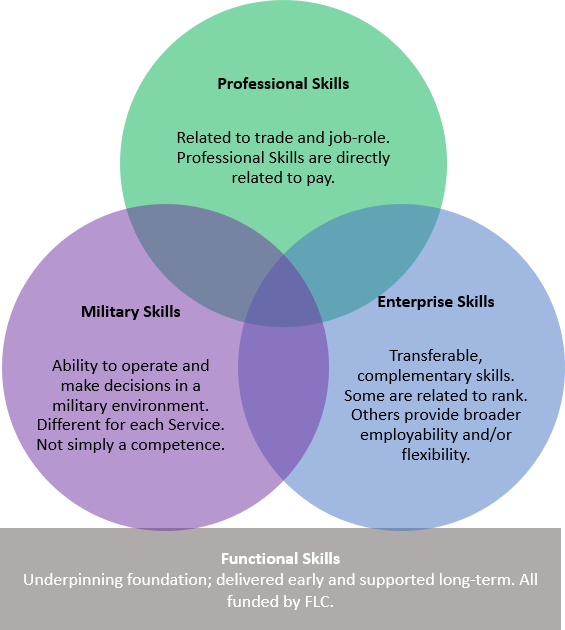 Professional Skills
Related to trade and job-role.
Professional Skills are directly
related to pay.
Military Skills
Ability to operate and
make decisions in a
military environment.
Different for each Service.
Not simply a competence.
Enterprise Skills
Transferable,
complementary skills.
Some are related to rank.
Others provide broader
employability and/or
flexibility.
Functional Skills
Underpinning foundation; delivered early and supported long-term. All
funded by FLC.